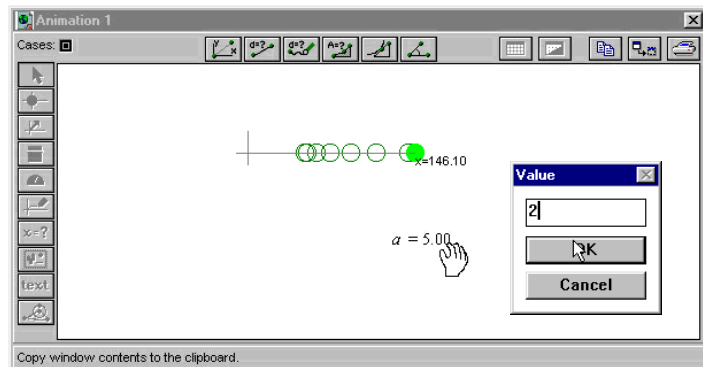 Animation 1
Cases:
y x d=? d=? A=?
x=146.10
a = 5.00
x=?
text
Value
2
OK
Cancel
Copy window contents to the clipboard.